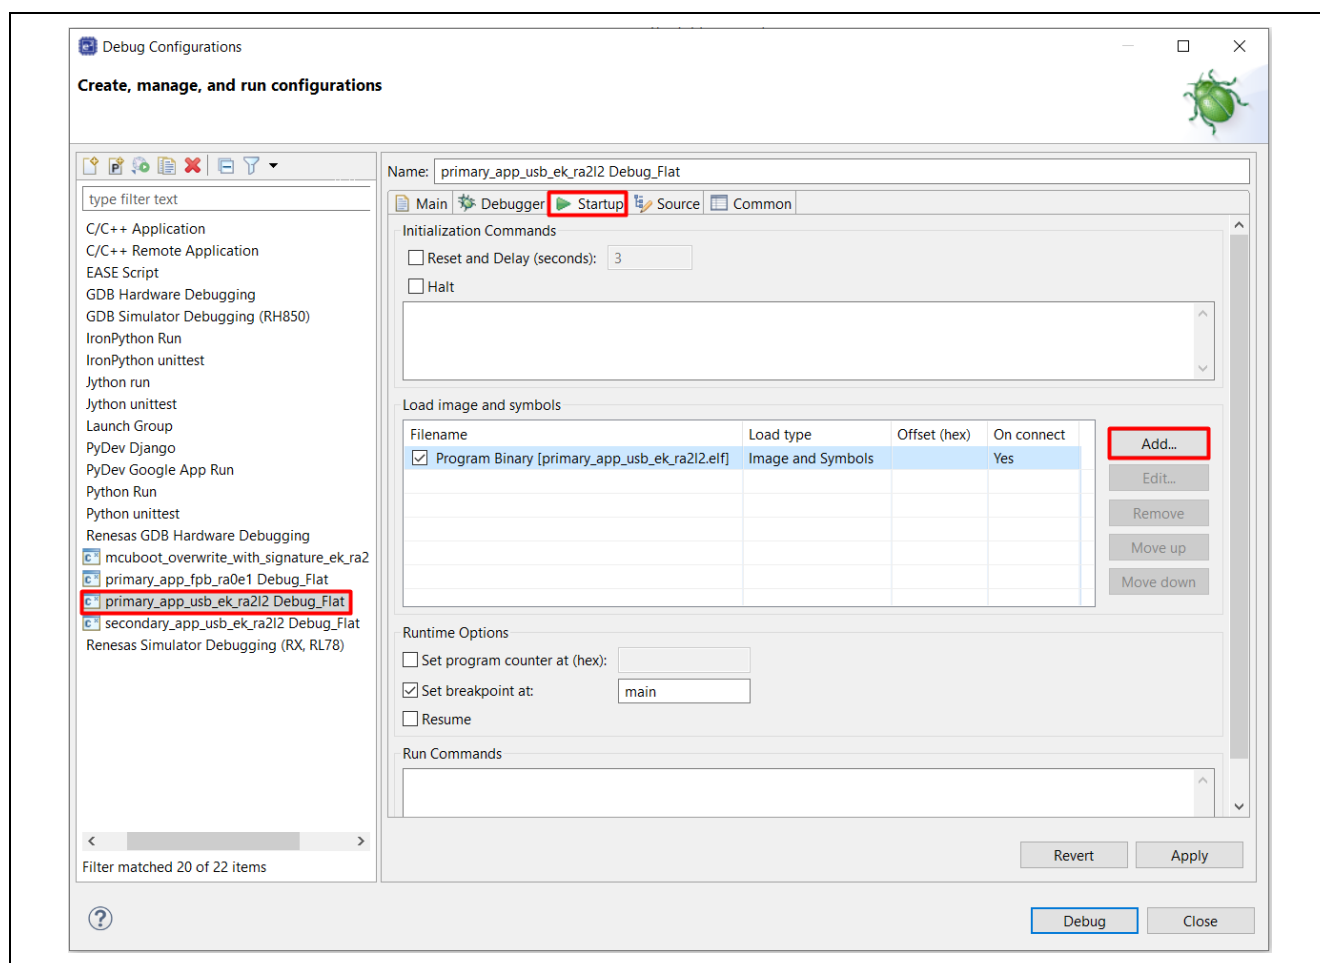 Debug Configurations
Create, manage, and run configurations
type filter text
C/C++ Application
C/C++ Remote Application
EASE Script
GDB Hardware Debugging
GDB Simulator Debugging (RH850)
IronPython Run
IronPython unittest
Jython run
Jython unittest
Launch Group
PyDev Django
PyDev Google App Run
Python Run
Python unittest
Renesas GDB Hardware Debugging
mcuboot_overwrite_with_signature_ek_ra2
primary_app_fpb_ra0e1 Debug_Flat
primary_app_usb_ek_ra2l2 Debug_Flat
secondary_app_usb_ek_ra2l2 Debug_Flat
Renesas Simulator Debugging (RX, RL78)
Filter matched 20 of 22 items
Name: primary_app_usb_ek_ra2l2 Debug_Flat
Main Debugger Startup Source Common
Initialization Commands
Reset and Delay (seconds): 3
Halt
Load image and symbols
Filename Load type Offset (hex) On connect
Program Binary [primary_app_usb_ek_ra2l2.elf] Image and Symbols Yes
Add...
Edit...
Remove
Move up
Move down
Runtime Options
Set program counter at (hex):
Set breakpoint at: main
Resume
Run Commands
Revert Apply
Debug Close